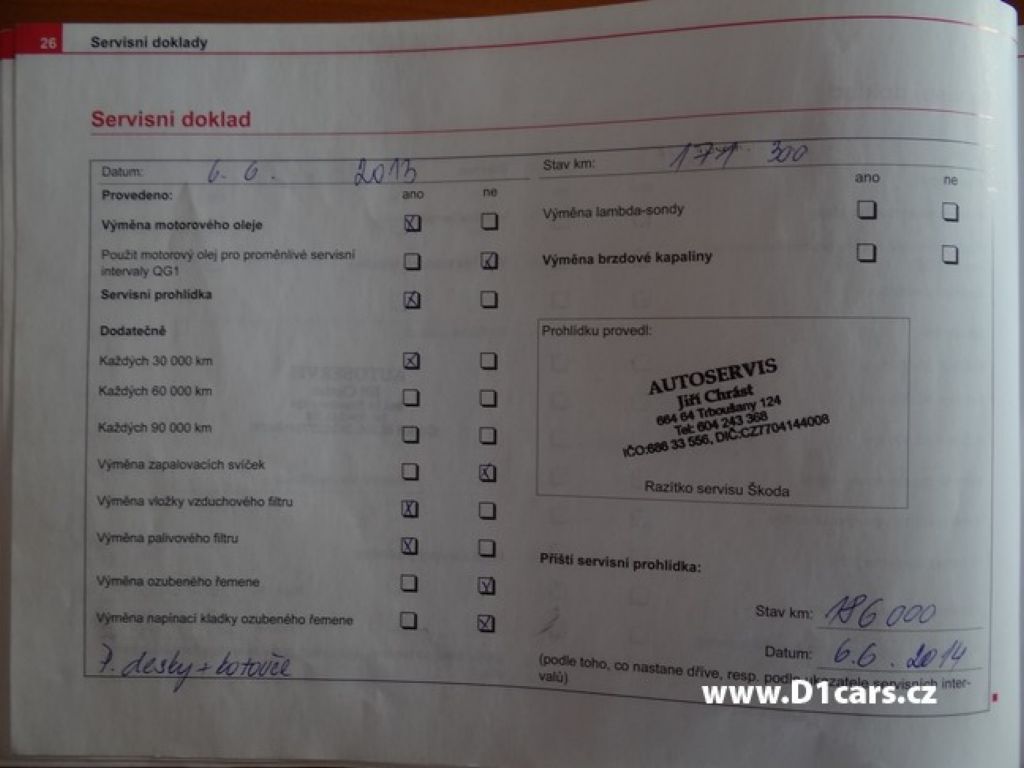 26 Servisní doklady
Servisní doklad
Datum: 6. 6. 2013
Provedeno: ano ne
Výměna motorového oleje
Použit motorový olej pro proměnlivé servisní
intervaly QG1
Servisní prohlídka
Dodatečně
Každých 30 000 km
Každých 60 000 km
Každých 90 000 km
Výměna zapalovacích svíček
Výměna vložky vzduchového filtru
Výměna palivového filtru
Výměna ozubeného řemene
Výměna napínací kladky ozubeného řemene
P. desky + kotouče
Stav km: 171 300
ano ne
Výměna lambda-sondy
Výměna brzdové kapaliny
Prohlídku provedl:
AUTOSERVIS
Jiří Chrást
664 64 Trboušany 124
Tel: 604 243 368
IČO:686 33 556, DIČ:CZ7704144008
Razítko servisu Škoda
Příští servisní prohlídka:
Stav km: 186 000
Datum: 6.6. 2014
(podle toho, co nastane dříve, resp. podle ukazatele servisních inter-
valů)
www.D1cars.cz